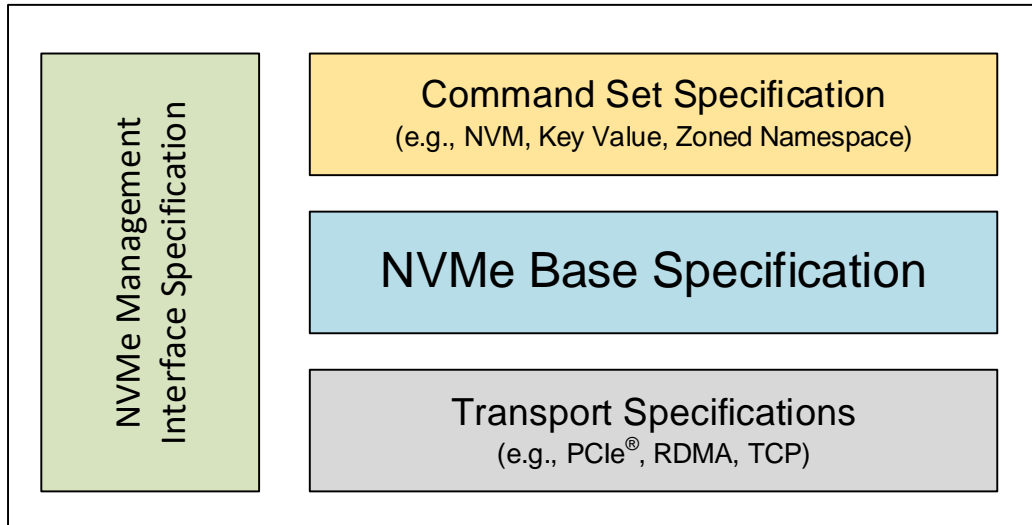 NVMe Management
Interface Specification
Command Set Specification
(e.g., NVM, Key Value, Zoned Namespace)
NVMe Base Specification
Transport Specifications
(e.g., PCIe®, RDMA, TCP)